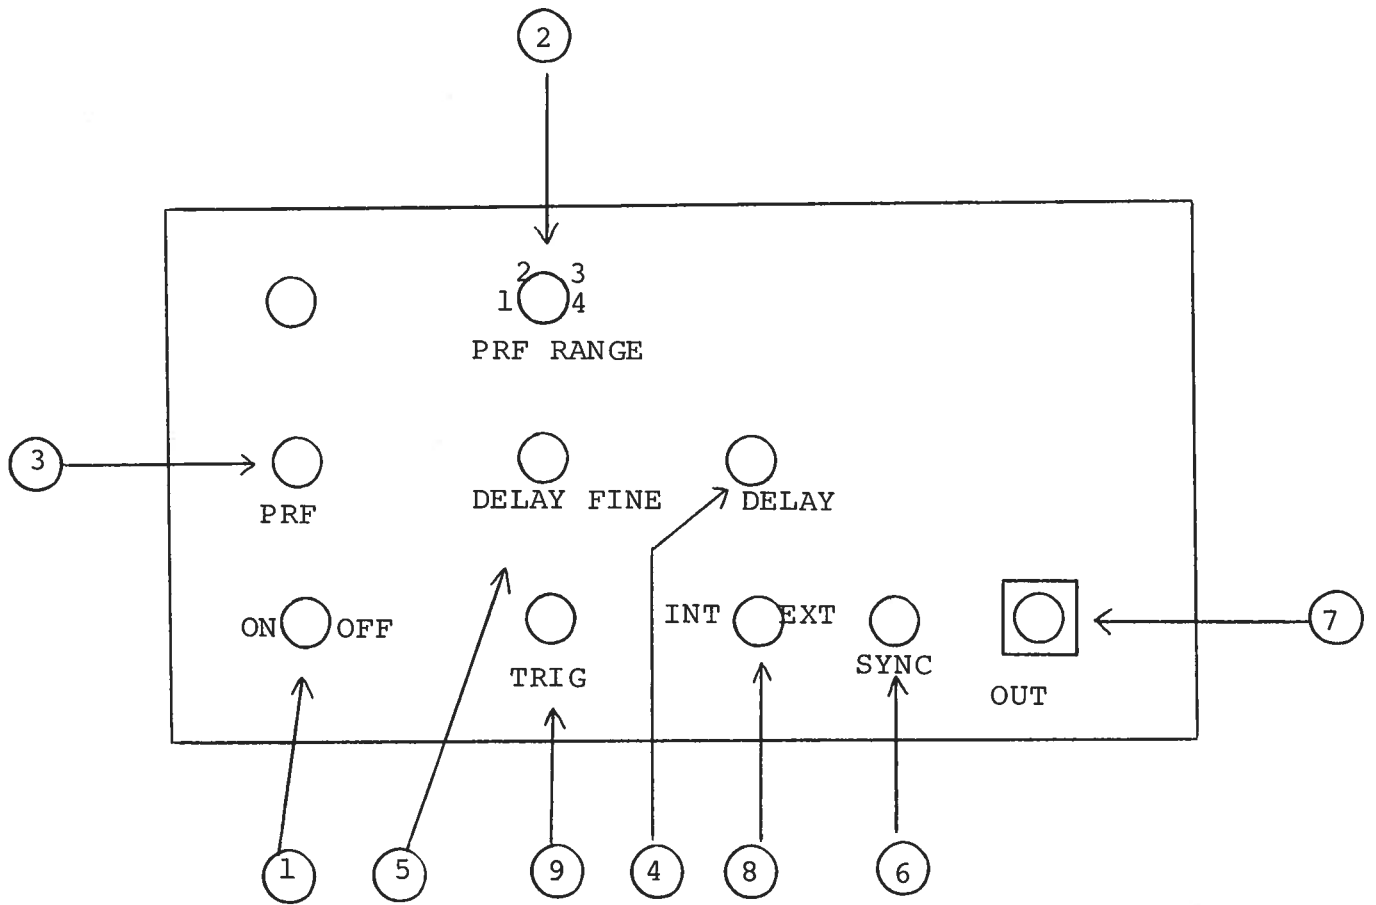 2
2 3
1 4
PRF RANGE
3
PRF
DELAY FINE
DELAY
ON OFF
TRIG
INT EXT
SYNC
OUT
7
1
5
9
4
8
6